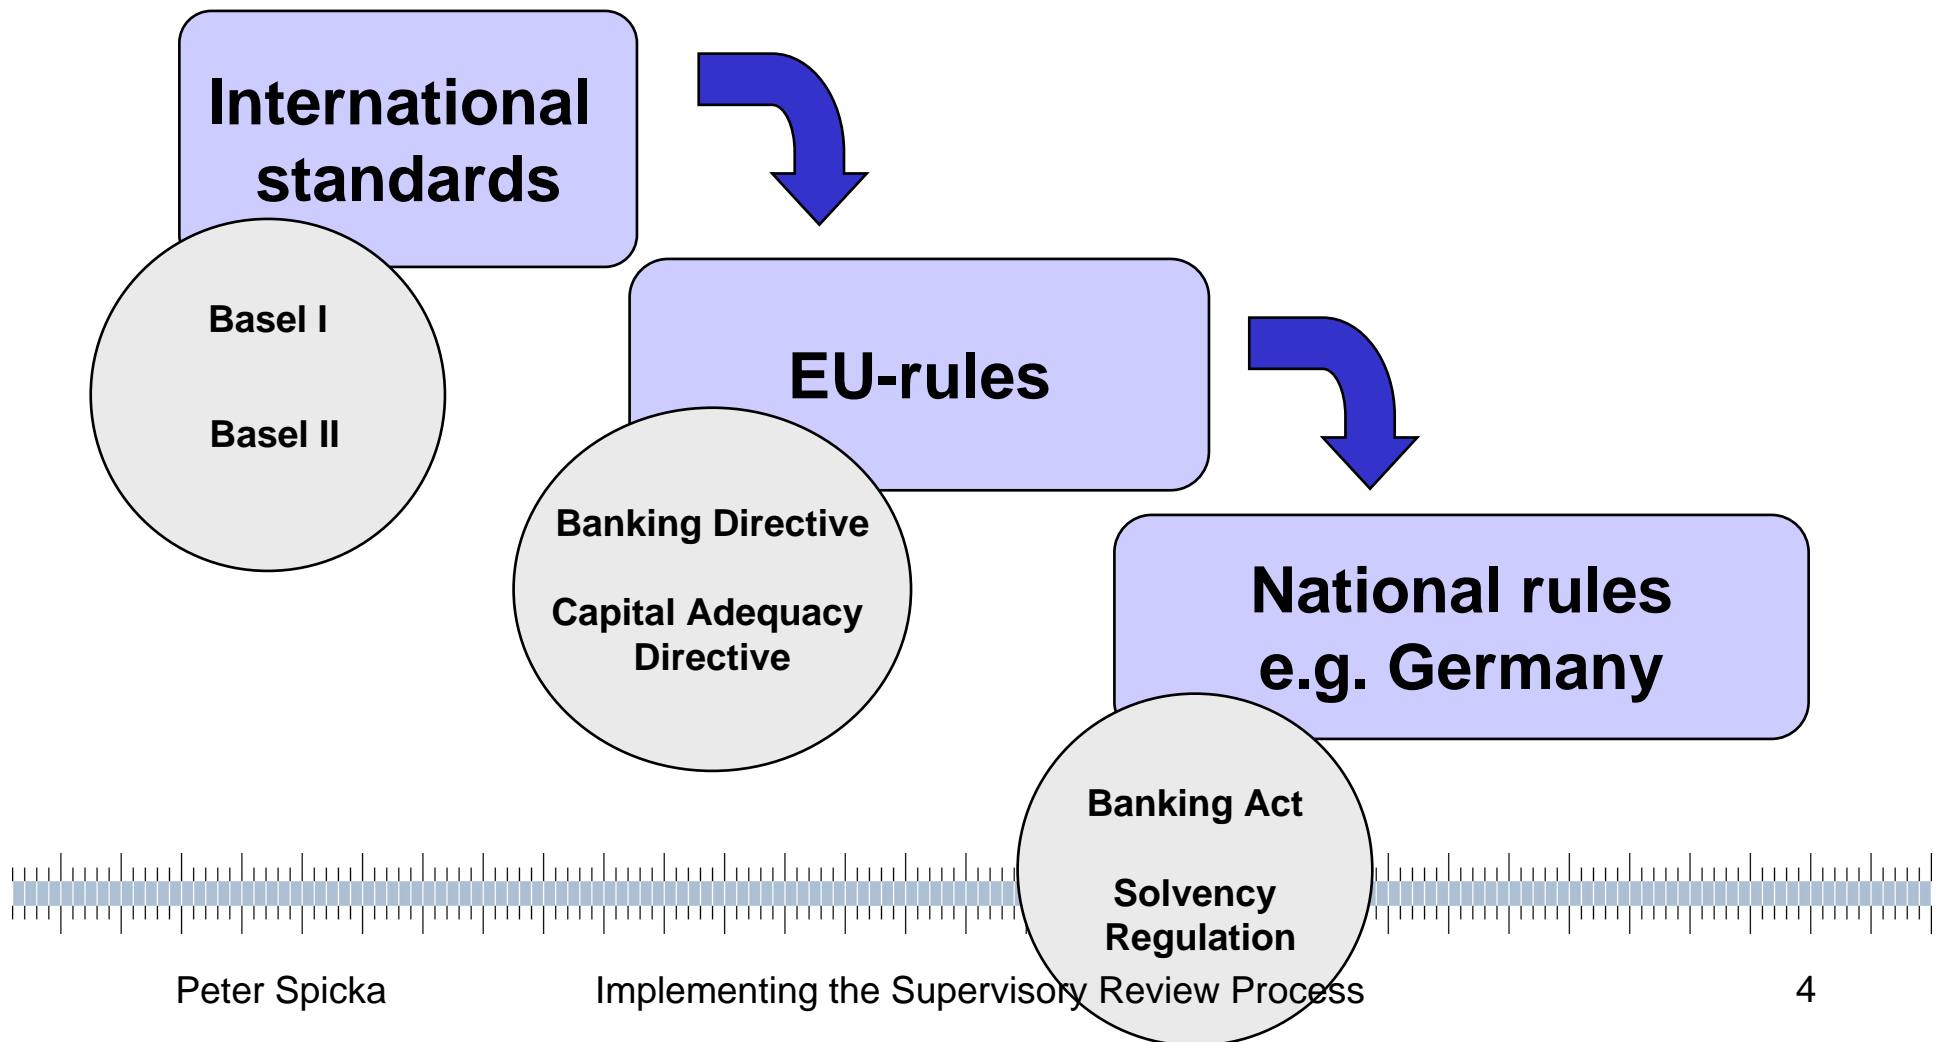 International
standards
Basel I
Basel II
EU-rules
Banking Directive
Capital Adequacy
Directive
National rules
e.g. Germany
Banking Act
Solvency
Regulation
Peter Spicka
Implementing the Supervisory Review Process
4